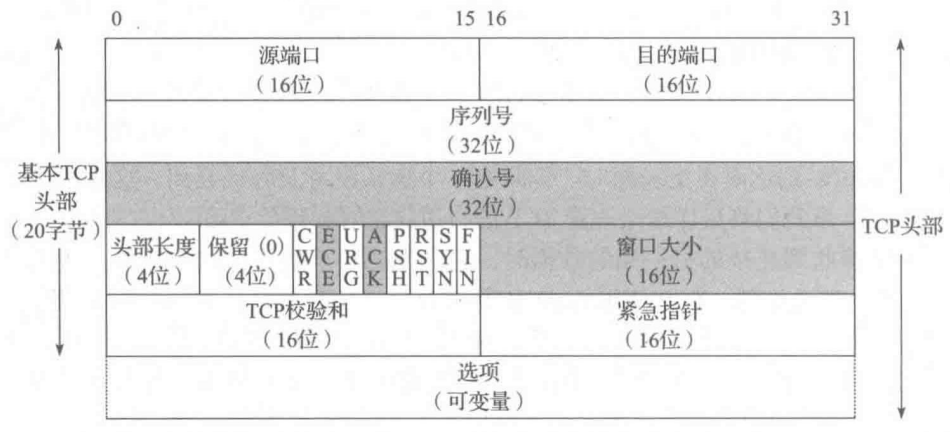 0 15 16 31
源端口
（16位）
目的端口
（16位）
序列号
（32位）
基本TCP
头部
（20字节）
确认号
（32位）
TCP头部
头部长度
（4位）
保留（0）
（4位）
CWR
ECE
URG
ACK
PSH
RST
SYN
FIN
窗口大小
（16位）
TCP校验和
（16位）
紧急指针
（16位）
选项
（可变量）